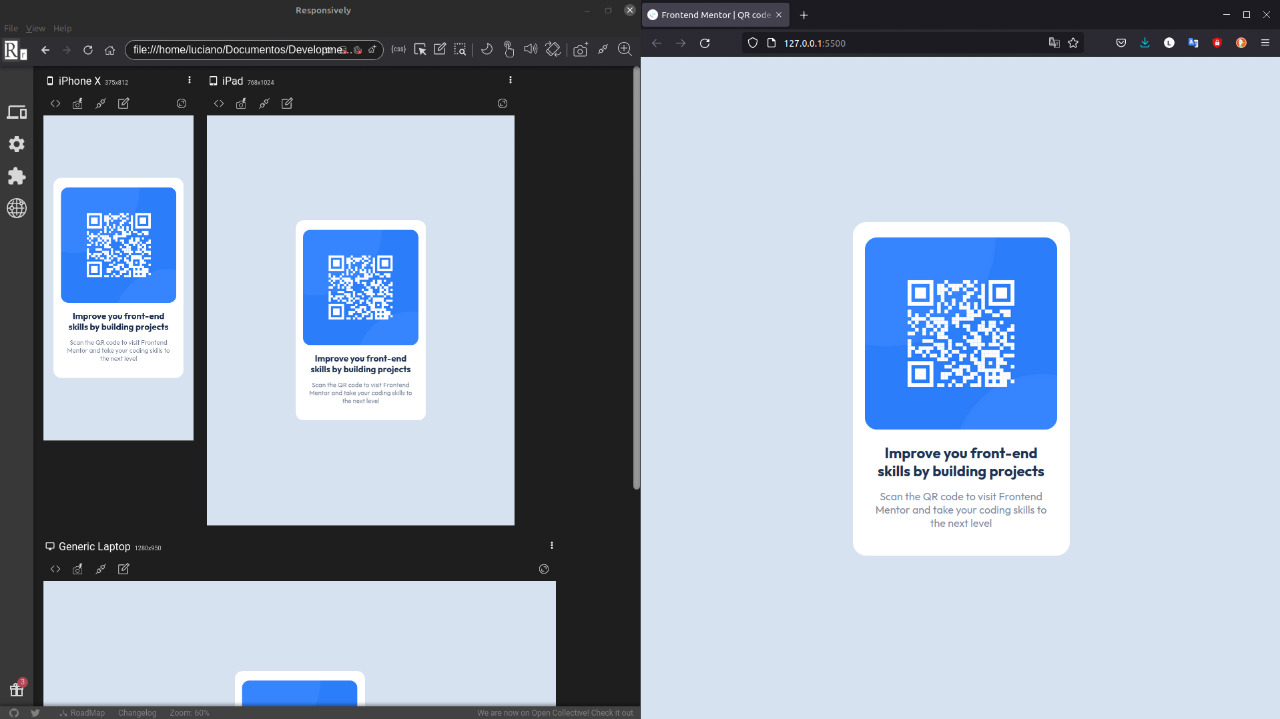 Responsively
File View Help
Rr
file:///home/luciano/Documentos/Develop
{css}
iPhone X 375x812
iPad 768x1024
Improve you front-end
skills by building projects
Scan the QR code to visit Frontend
Mentor and take your coding skills to
the next level
Improve you front-end
skills by building projects
Scan the QR code to visit Frontend
Mentor and take your coding skills to
the next level
Generic Laptop 1280x950
3
RoadMap Changelog Zoom: 60% We are now on Open Collective! Check it out
Frontend Mentor | QR code
127.0.0.1:5500
Improve you front-end
skills by building projects
Scan the QR code to visit Frontend
Mentor and take your coding skills to
the next level